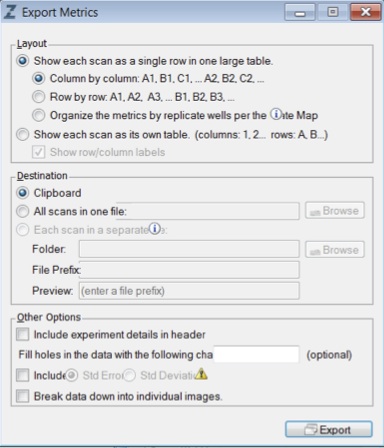 Export Metrics
Layout
Show each scan as a single row in one large table.
Column by column: A1, B1, C1, ... A2, B2, C2, ...
Row by row: A1, A2, A3, ... B1, B2, B3, ...
Organize the metrics by replicate wells per the ate Map
Show each scan as its own table. (columns: 1, 2... rows: A, B...)
Show row/column labels
Destination
Clipboard
All scans in one file: Browse
Each scan in a separate
Folder: Browse
File Prefix:
Preview: (enter a file prefix)
Other Options
Include experiment details in header
Fill holes in the data with the following cha (optional)
Include Std Erro Std Deviati
Break data down into individual images.
Export